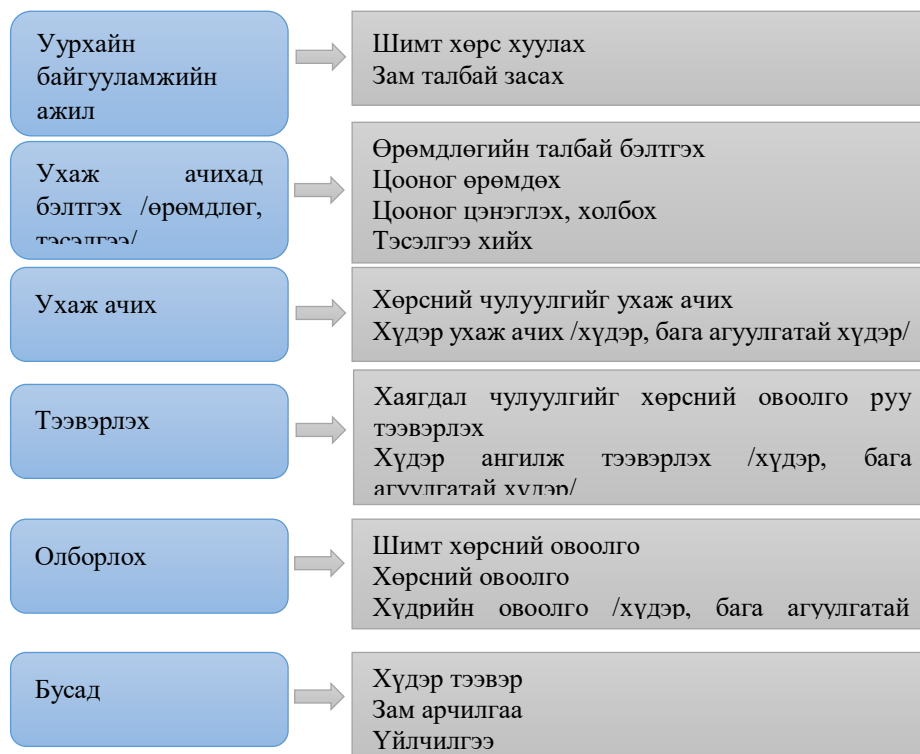 Уурхайн
байгууламжийн
ажил
Шимт хөрс хуулах
Зам талбай засах
Ухаж ачихад
бэлтгэх /өрөмдлөг,
тэсэлгээ/
Өрөмдлөгийн талбай бэлтгэх
Цооног өрөмдөх
Цооног цэнэглэх, холбох
Тэсэлгээ хийх
Ухаж ачих
Хөрсний чулуулгийг ухаж ачих
Хүдэр ухаж ачих /хүдэр, бага агуулгатай хүдэр/
Тээвэрлэх
Хаягдал чулуулгийг хөрсний овоолго руу
тээвэрлэх
Хүдэр ангилж тээвэрлэх /хүдэр, бага
агуулгатай хүдэр/
Олборлох
Шимт хөрсний овоолго
Хөрсний овоолго
Хүдрийн овоолго /хүдэр, бага агуулгатай
Бусад
Хүдэр тээвэр
Зам арчилгаа
Үйлчилгээ